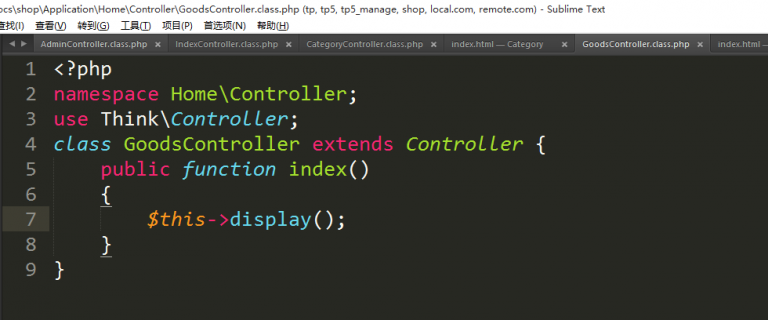 ocs\shop\Application\Home\Controller\GoodsController.class.php (tp, tp5, tp5_manage, shop, local.com, remote.com) - Sublime Text
查找(I) 查看(V) 转到(G) 工具(T) 项目(P) 首选项(N) 帮助(H)
AdminController.class.php × IndexController.class.php × CategoryController.class.php × index.html — Category × GoodsController.class.php × index.html —
1 <?php
2 namespace Home\Controller;
3 use Think\Controller;
4 class GoodsController extends Controller {
5 public function index()
6 {
7 $this->display();
8 }
9 }